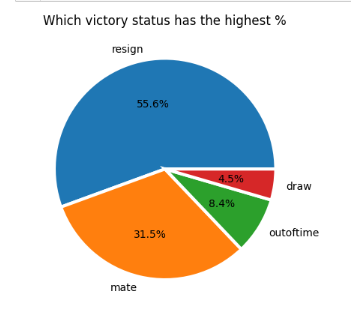 Which victory status has the highest %
resign
55.6%
4.5%
draw
8.4%
outoftime
31.5%
mate